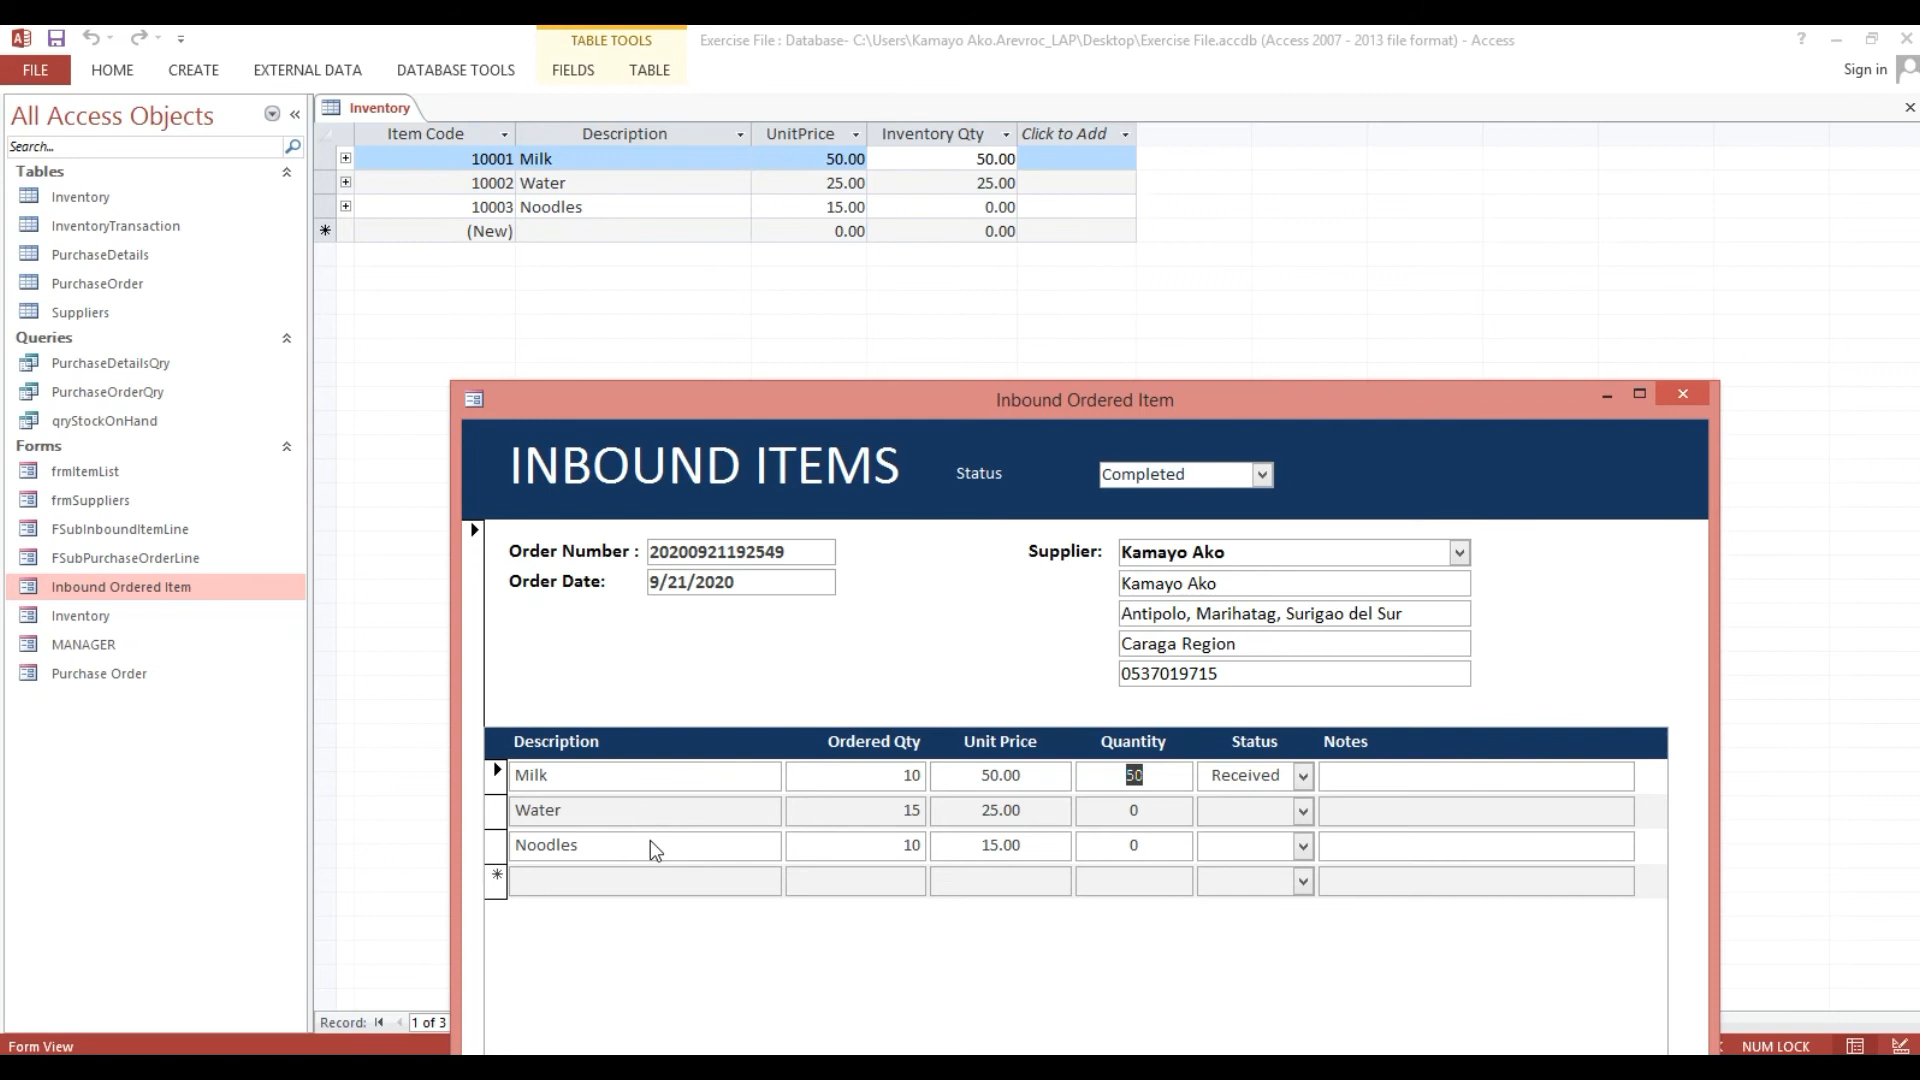 TABLE TOOLS
Exercise File : Database- C:\Users\Kamayo Ako.Arevroc_LAP\Desktop\Exercise File.accdb (Access 2007 - 2013 file format) - Access
?
FILE HOME CREATE EXTERNAL DATA DATABASE TOOLS FIELDS TABLE Sign in
All Access Objects
Search...
Tables
Inventory
InventoryTransaction
PurchaseDetails
PurchaseOrder
Suppliers
Queries
PurchaseDetailsQry
PurchaseOrderQry
qryStockOnHand
Forms
frmItemList
frmSuppliers
FSubInboundItemLine
FSubPurchaseOrderLine
Inbound Ordered Item
Inventory
MANAGER
Purchase Order
Inventory
Item Code Description UnitPrice Inventory Qty Click to Add
10001 Milk 50.00 50.00
10002 Water 25.00 25.00
10003 Noodles 15.00 0.00
(New) 0.00 0.00
Inbound Ordered Item
INBOUND ITEMS Status Completed
Order Number : 20200921192549 Supplier: Kamayo Ako
Order Date: 9/21/2020 Kamayo Ako
Antipolo, Marihatag, Surigao del Sur
Caraga Region
0537019715
Description Ordered Qty Unit Price Quantity Status Notes
Milk 10 50.00 50 Received
Water 15 25.00 0
Noodles 10 15.00 0
Record: 1 of 3
Form View NUM LOCK